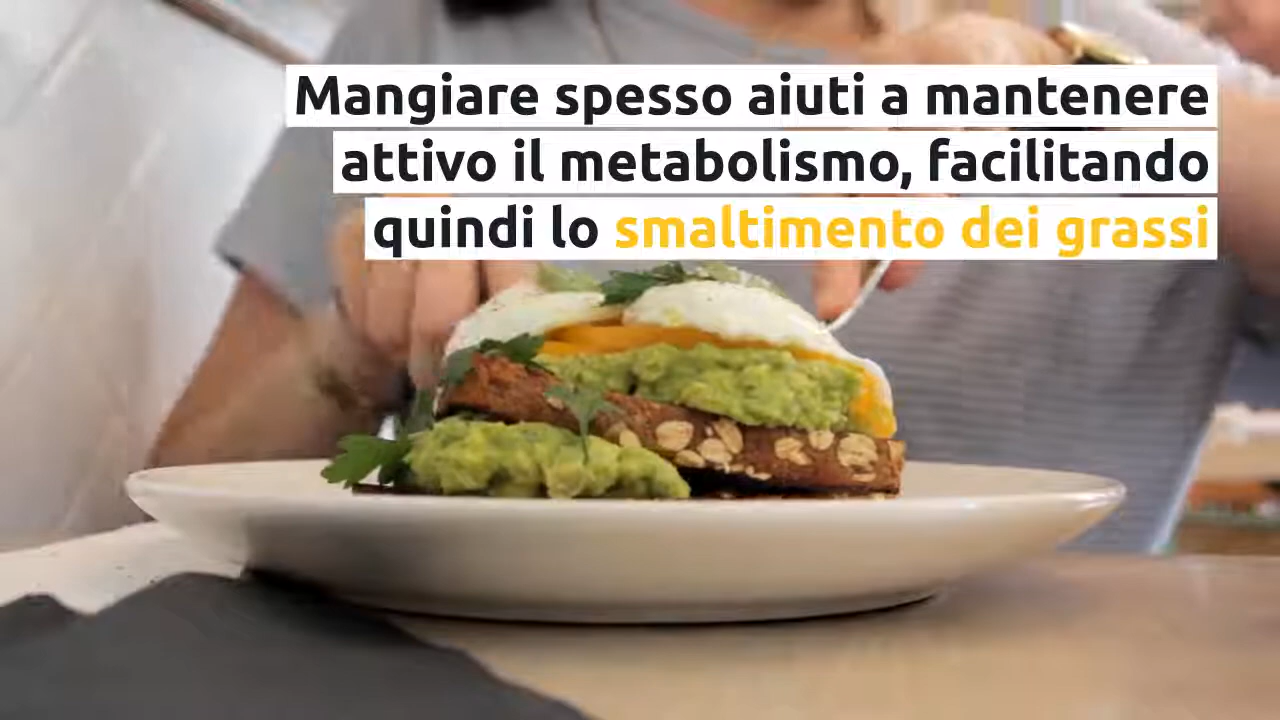 Mangiare spesso aiuti a mantenere
attivo il metabolismo, facilitando
quindi lo smaltimento dei grassi